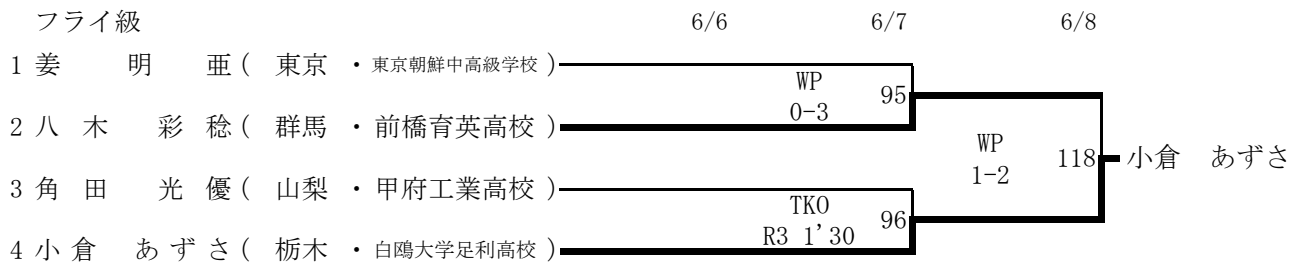 フライ級 6/6 6/7 6/8
1 姜 明 亜 ( 東京 ・ 東京朝鮮中高級学校 )
WP
0-3
95
2 八 木 彩 稔 ( 群馬 ・ 前橋育英高校 )
WP
1-2
118
小倉 あずさ
3 角 田 光 優 ( 山梨 ・ 甲府工業高校 )
TKO
R3 1'30
96
4 小 倉 あ ず さ ( 栃木 ・ 白鴎大学足利高校 )